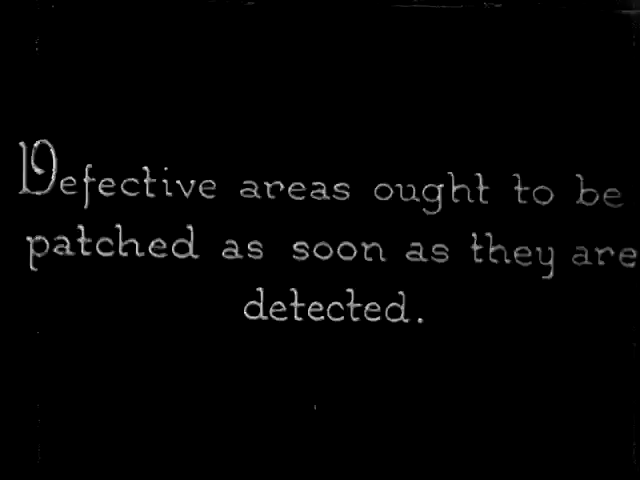 Defective areas ought to be
patched as soon as they are
detected.